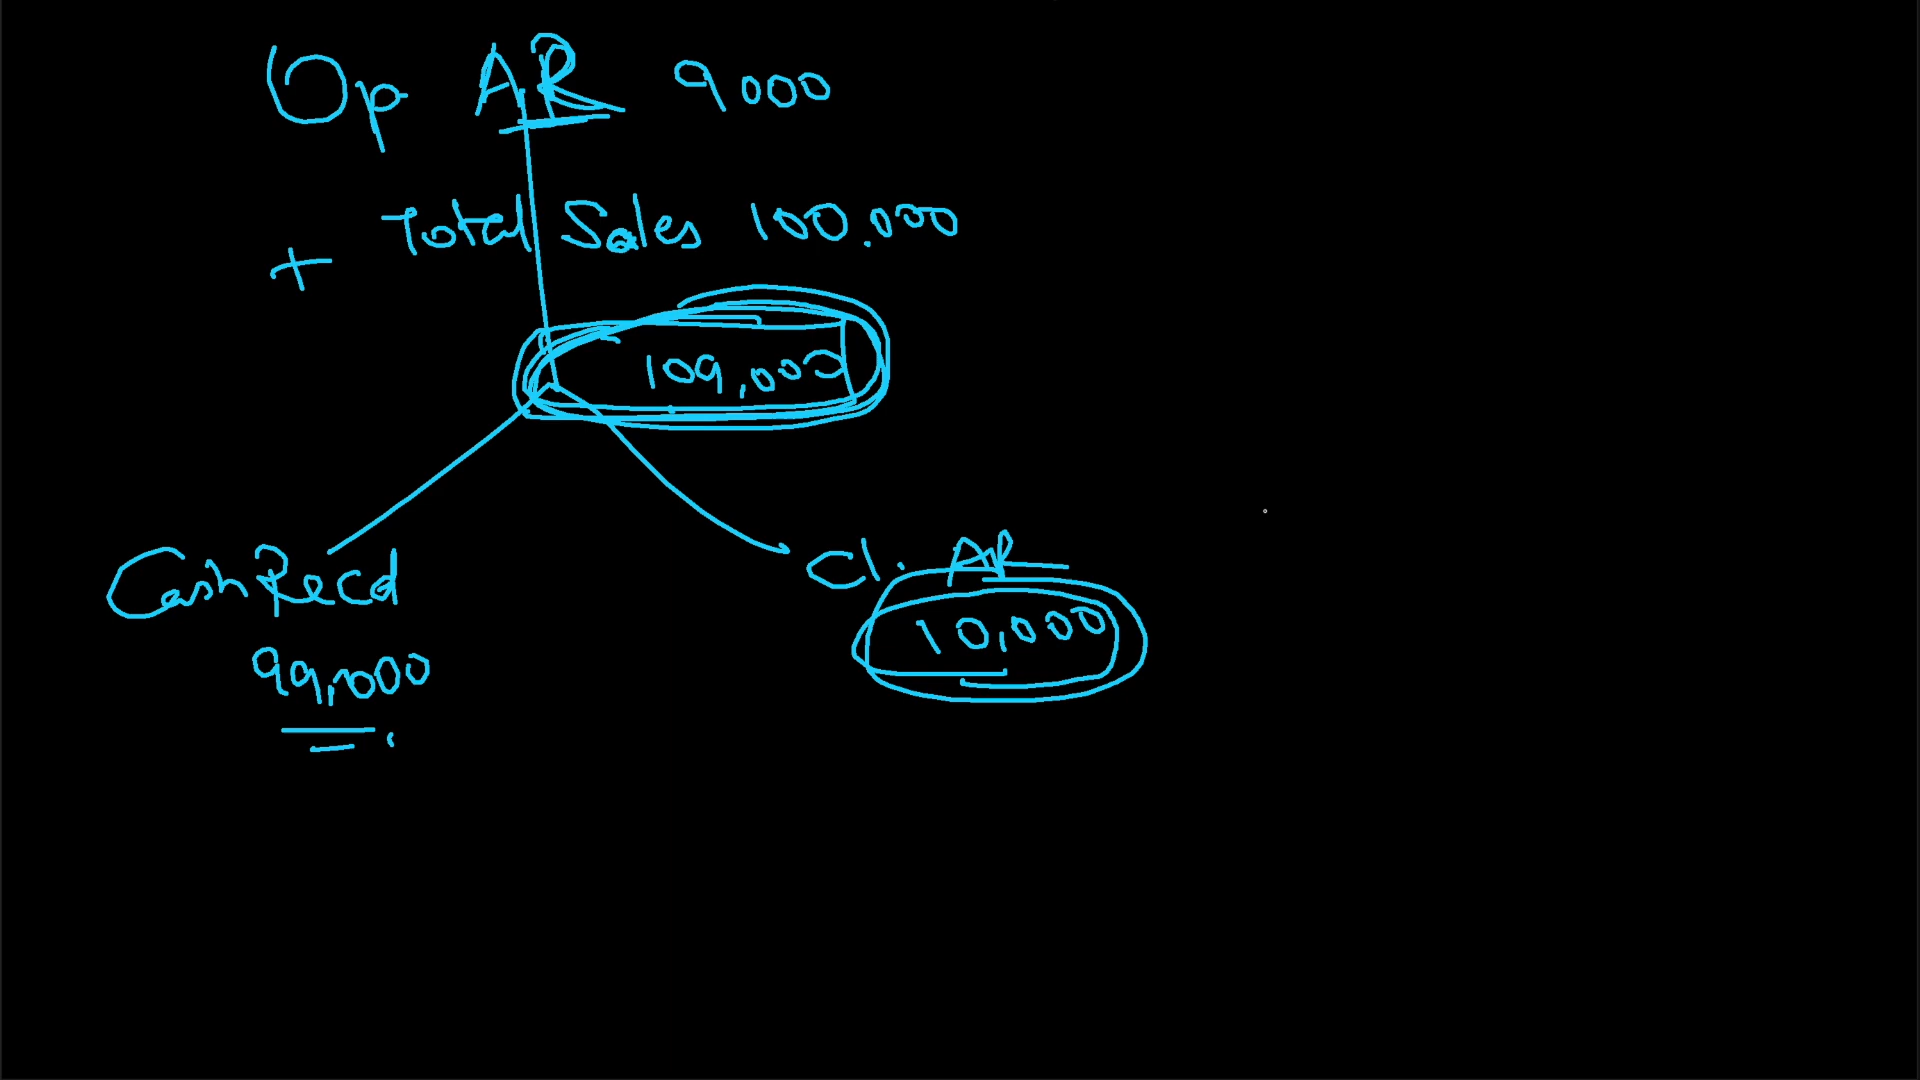 Op AR 9000
+ Total Sales 100.000
109,000
Cash Recd
99,000
Cl. AR
10,000